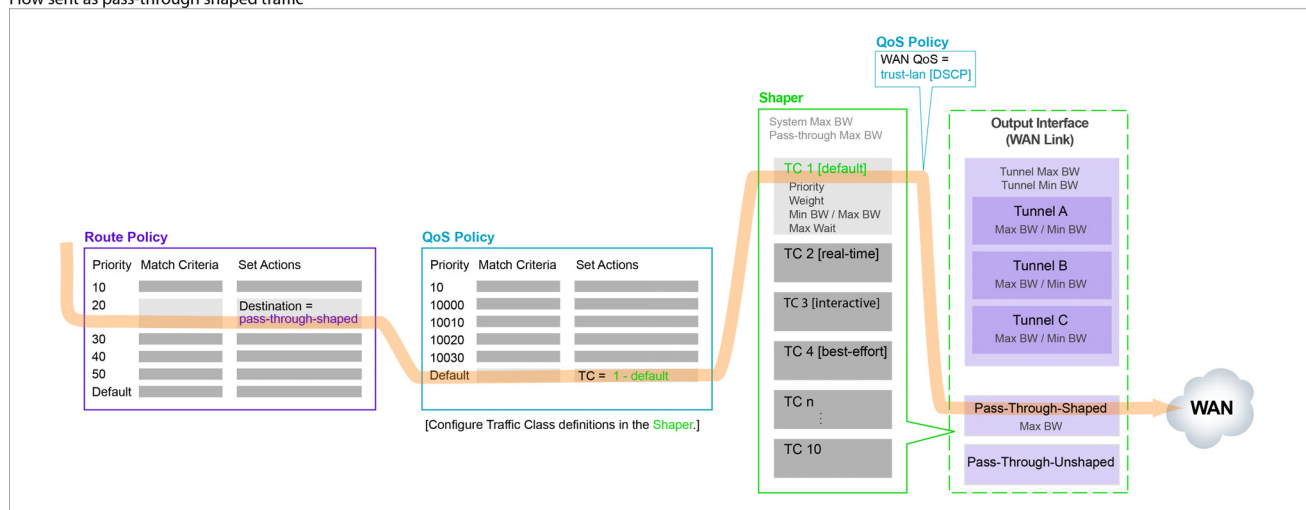 Flow sent as pass-through shaped traffic
Route Policy
Priority Match Criteria Set Actions
10
20 Destination =
pass-through-shaped
30
40
50
Default
QoS Policy
Priority Match Criteria Set Actions
10
10000
10010
10020
10030
Default TC = 1 - default
[Configure Traffic Class definitions in the Shaper.]
Shaper
System Max BW
Pass-through Max BW
TC 1 [default]
Priority
Weight
Min BW / Max BW
Max Wait
TC 2 [real-time]
TC 3 [interactive]
TC 4 [best-effort]
TC n
⋮
TC 10
QoS Policy
WAN QoS =
trust-lan [DSCP]
Output Interface
(WAN Link)
Tunnel Max BW
Tunnel Min BW
Tunnel A
Max BW / Min BW
Tunnel B
Max BW / Min BW
Tunnel C
Max BW / Min BW
Pass-Through-Shaped
Max BW
Pass-Through-Unshaped
WAN